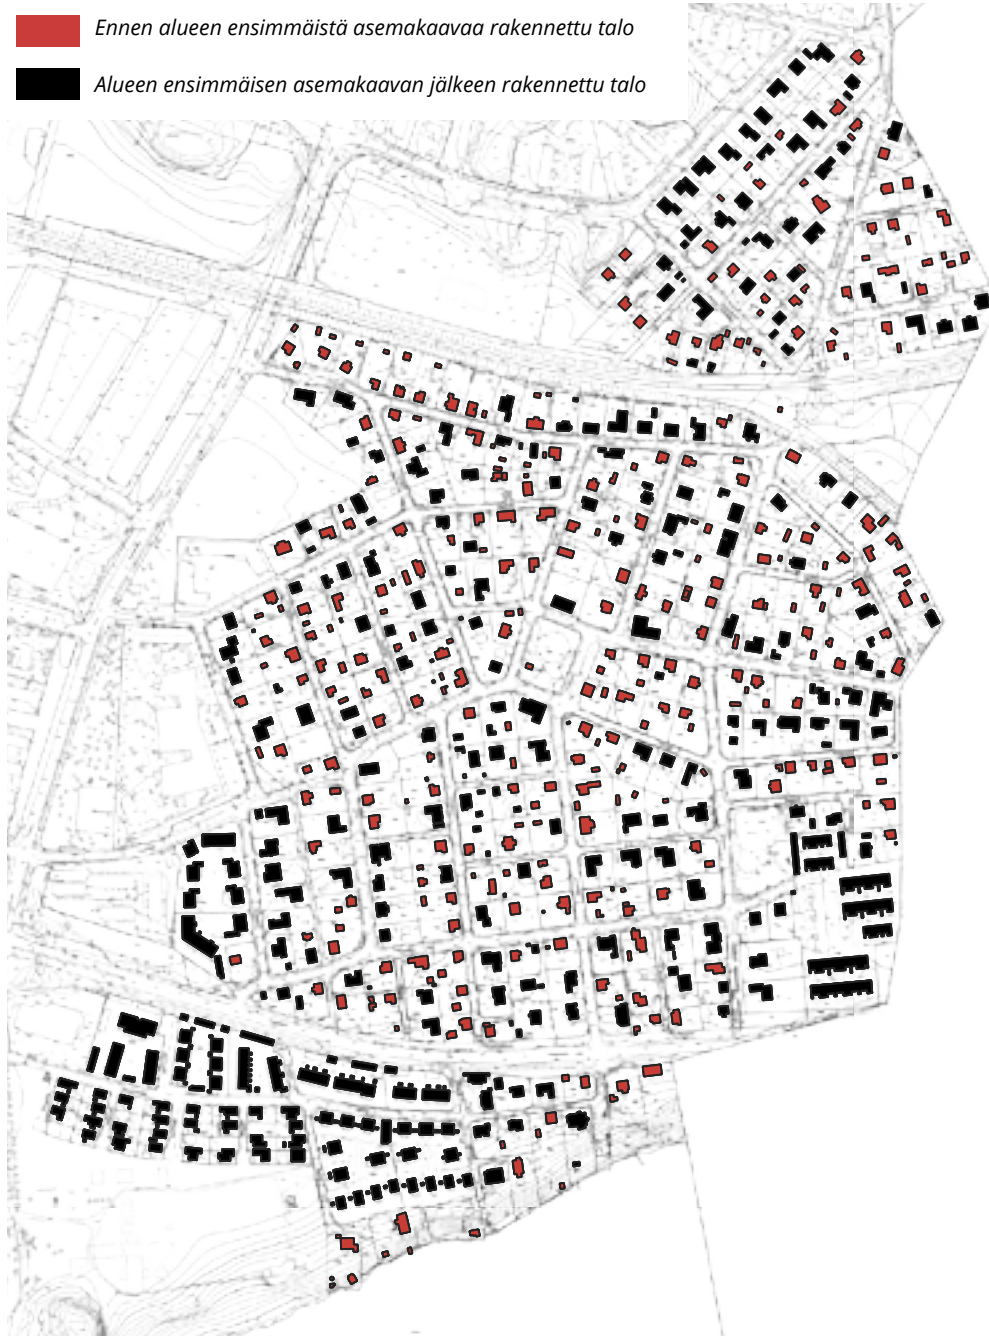 Ennen alueen ensimmäistä asemakaavaa rakennettu talo
Alueen ensimmäisen asemakaavan jälkeen rakennettu talo